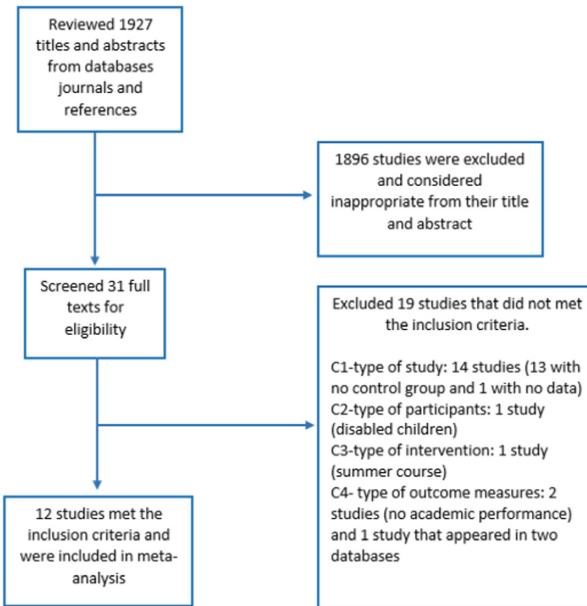 Reviewed 1927
titles and abstracts
from databases
journals and
references
1896 studies were excluded
and considered
inappropriate from their title
and abstract
Screened 31 full
texts for
eligibility
Excluded 19 studies that did not met
the inclusion criteria.
C1-type of study: 14 studies (13 with
no control group and 1 with no data)
C2-type of participants: 1 study
(disabled children)
C3-type of intervention: 1 study
(summer course)
C4- type of outcome measures: 2
studies (no academic performance)
and 1 study that appeared in two
databases
12 studies met the
inclusion criteria and
were included in meta-
analysis